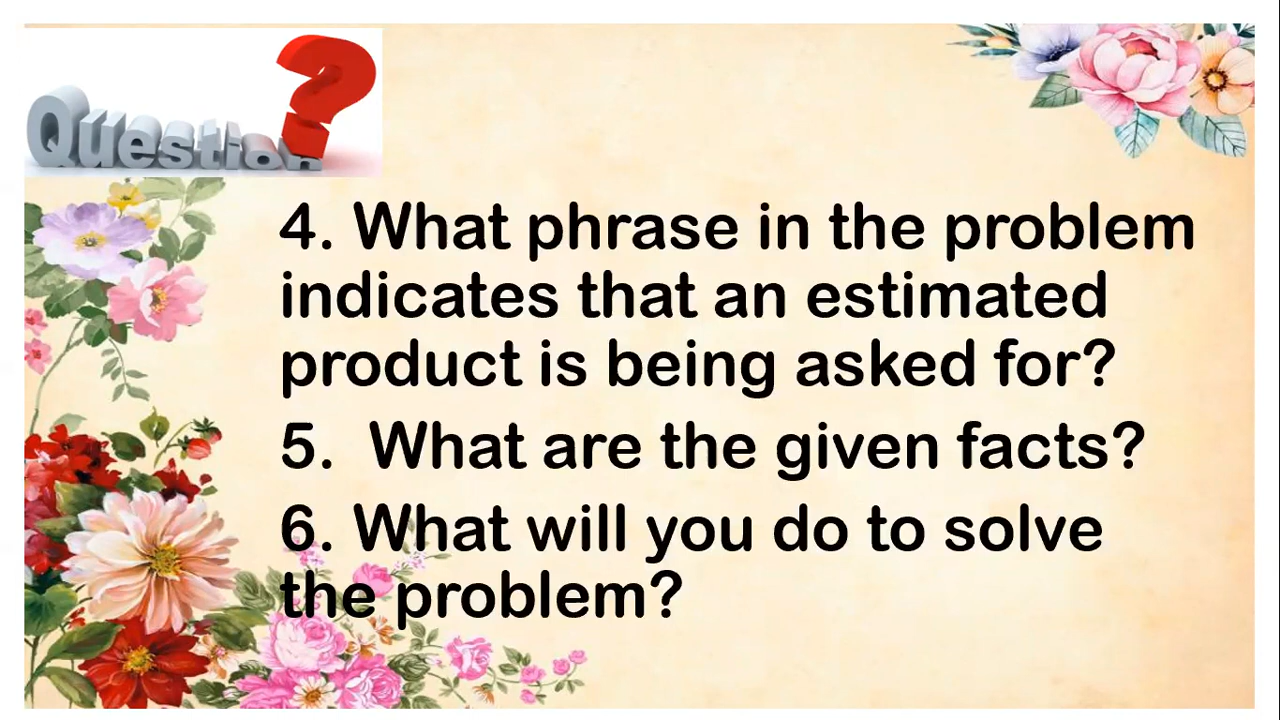 Question?
4. What phrase in the problem
indicates that an estimated
product is being asked for?
5. What are the given facts?
6. What will you do to solve
the problem?